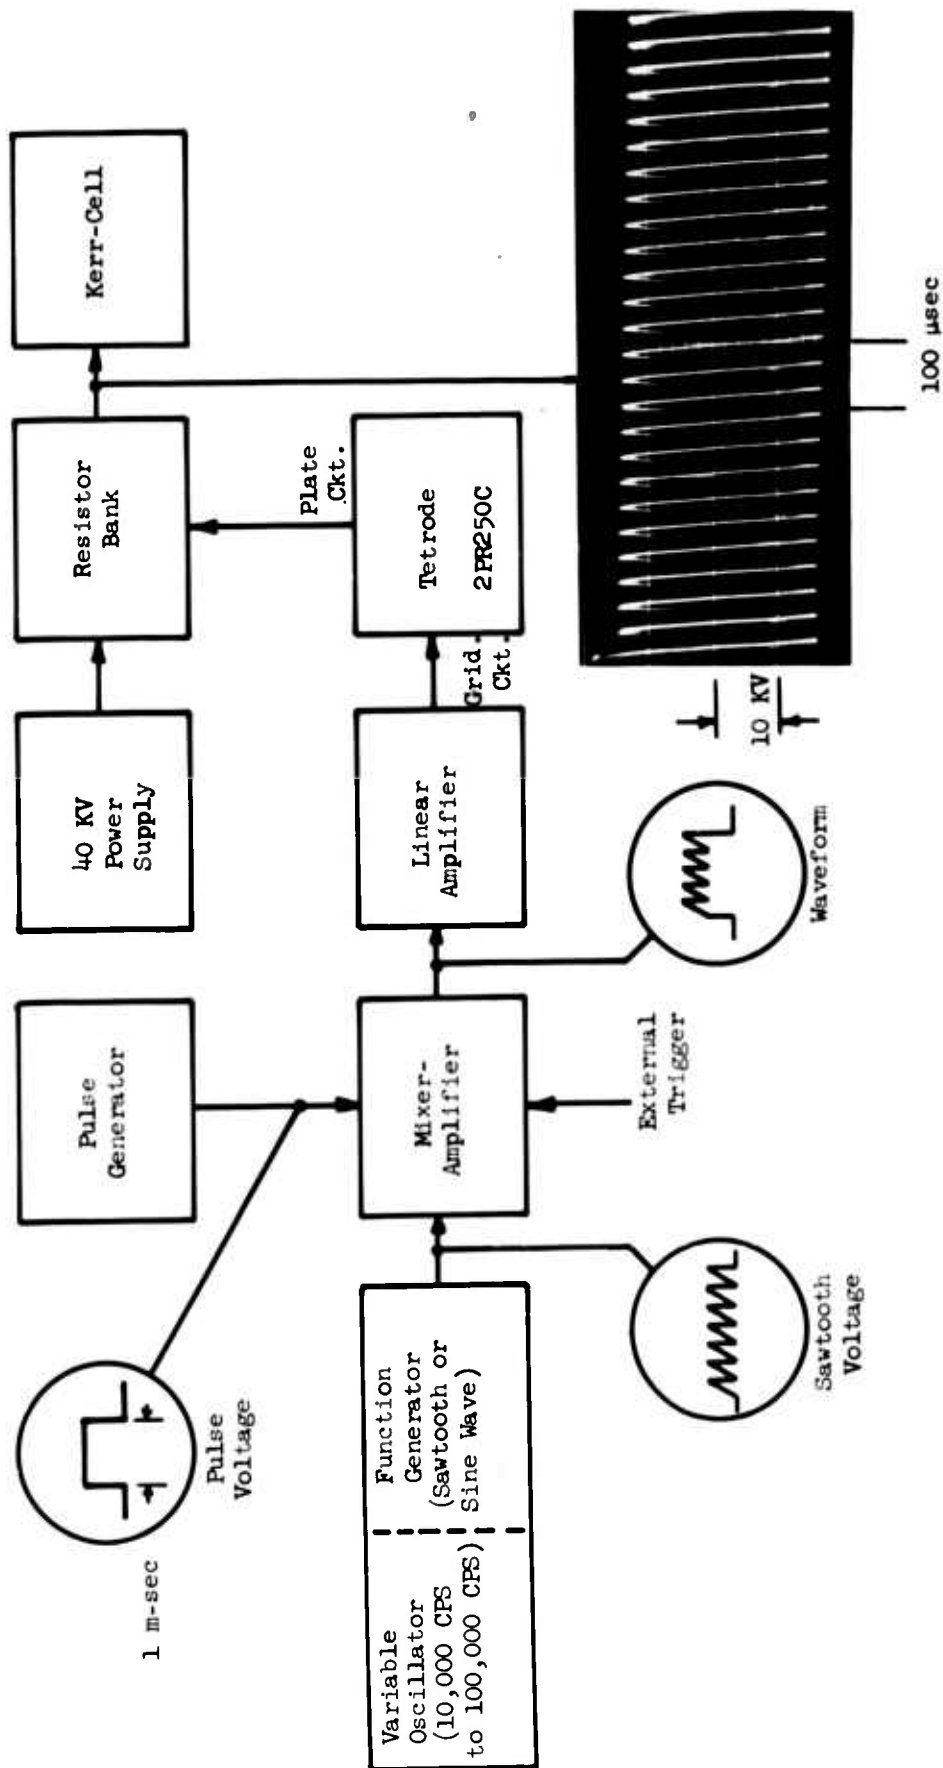 1 m-sec
Pulse
Voltage
Pulse
Generator
40 KV
Power
Supply
Resistor
Bank
Kerr-Cell
Variable
Oscillator
(10,000 CPS
to 100,000 CPS)
Function
Generator
(Sawtooth or
Sine Wave)
Mixer-
Amplifier
Linear
Amplifier
Grid.
Ckt.
Tetrode
2PR250C
Plate
Ckt.
Sawtooth
Voltage
External
Trigger
Waveform
10 KV
100 µsec